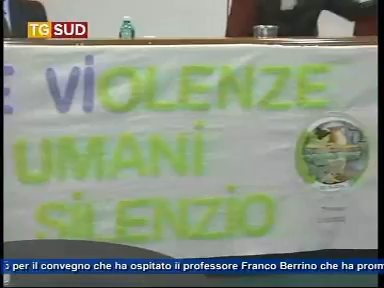 TG SUD
E VIOLENZE
UMANI
SILENZIO
per il convegno che ha ospitato il professore Franco Berrino che ha prom